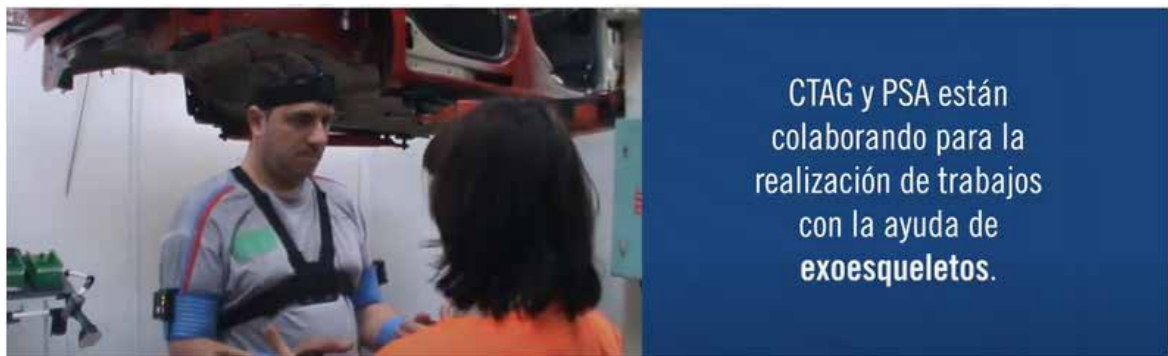 CTAG y PSA están
colaborando para la
realización de trabajos
con la ayuda de
exoesqueletos.